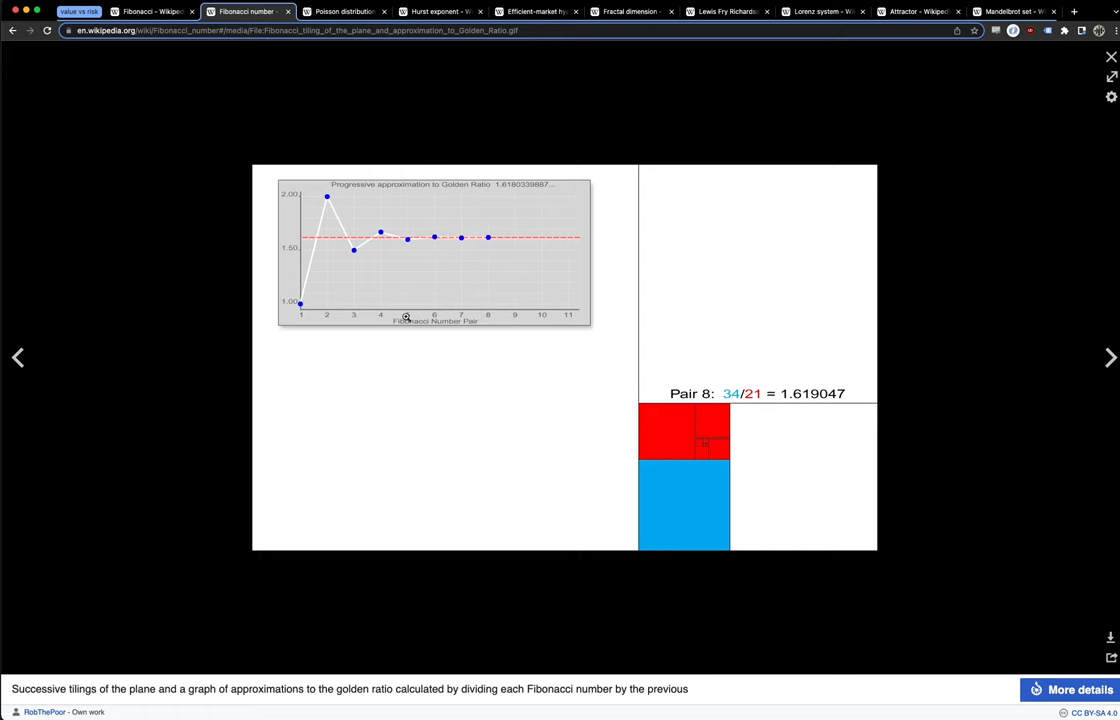 value vs risk
Fibonacci - Wikiped
Fibonacci number -
Poisson distribution
Hurst exponent - Wi
Efficient-market hy
Fractal dimension -
Lewis Fry Richards
Lorenz system - Wi
Attractor - Wikiped
Mandelbrot set - Wi
en.wikipedia.org/wiki/Fibonacci_number#/media/File:Fibonacci_tiling_of_the_plane_and_approximation_to_Golden_Ratio.gif
Progressive approximation to Golden Ratio 1.6180339887...
2.00
1.50
1.00
1 2 3 4 6 7 8 9 10 11
Fibonacci Number Pair
Pair 8: 34/21 = 1.619047
Successive tilings of the plane and a graph of approximations to the golden ratio calculated by dividing each Fibonacci number by the previous
More details
RobThePoor - Own work
CC BY-SA 4.0